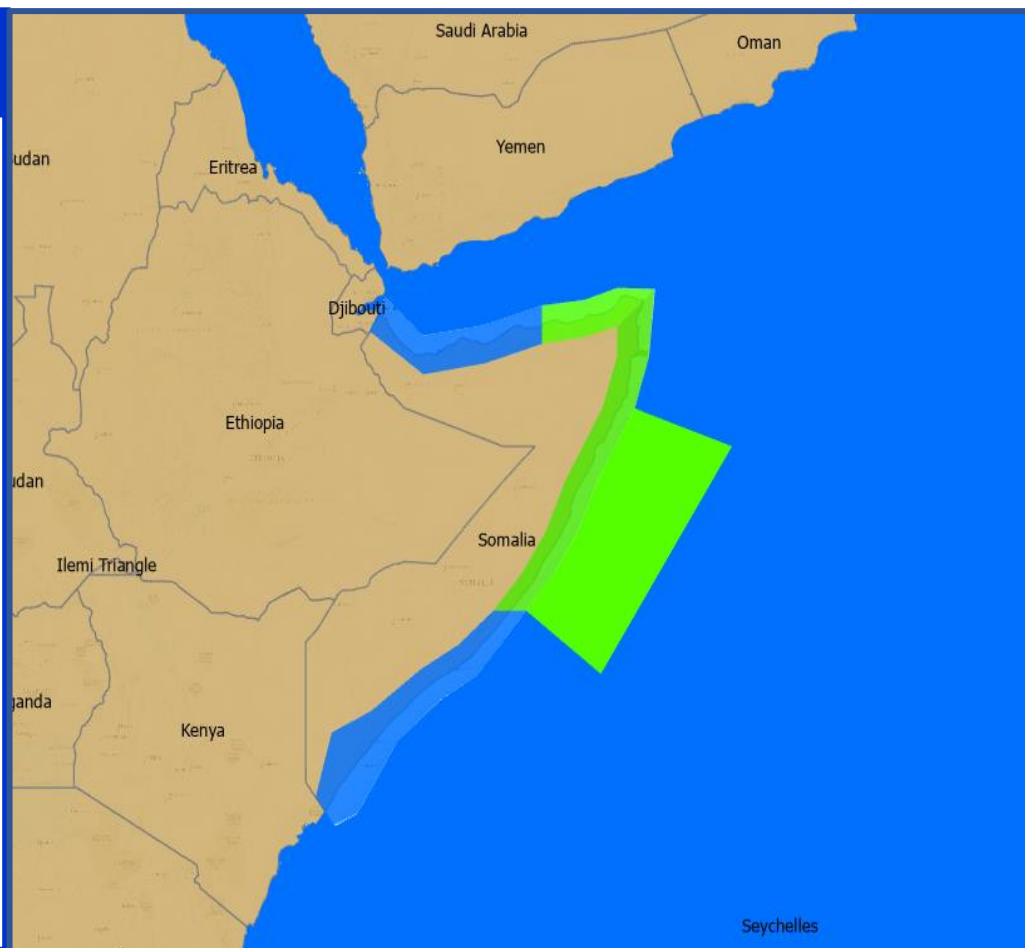 Saudi Arabia
Oman
Yemen
udan
Eritrea
Djibouti
Ethiopia
udan
Somalia
Ilemi Triangle
ganda
Kenya
Seychelles